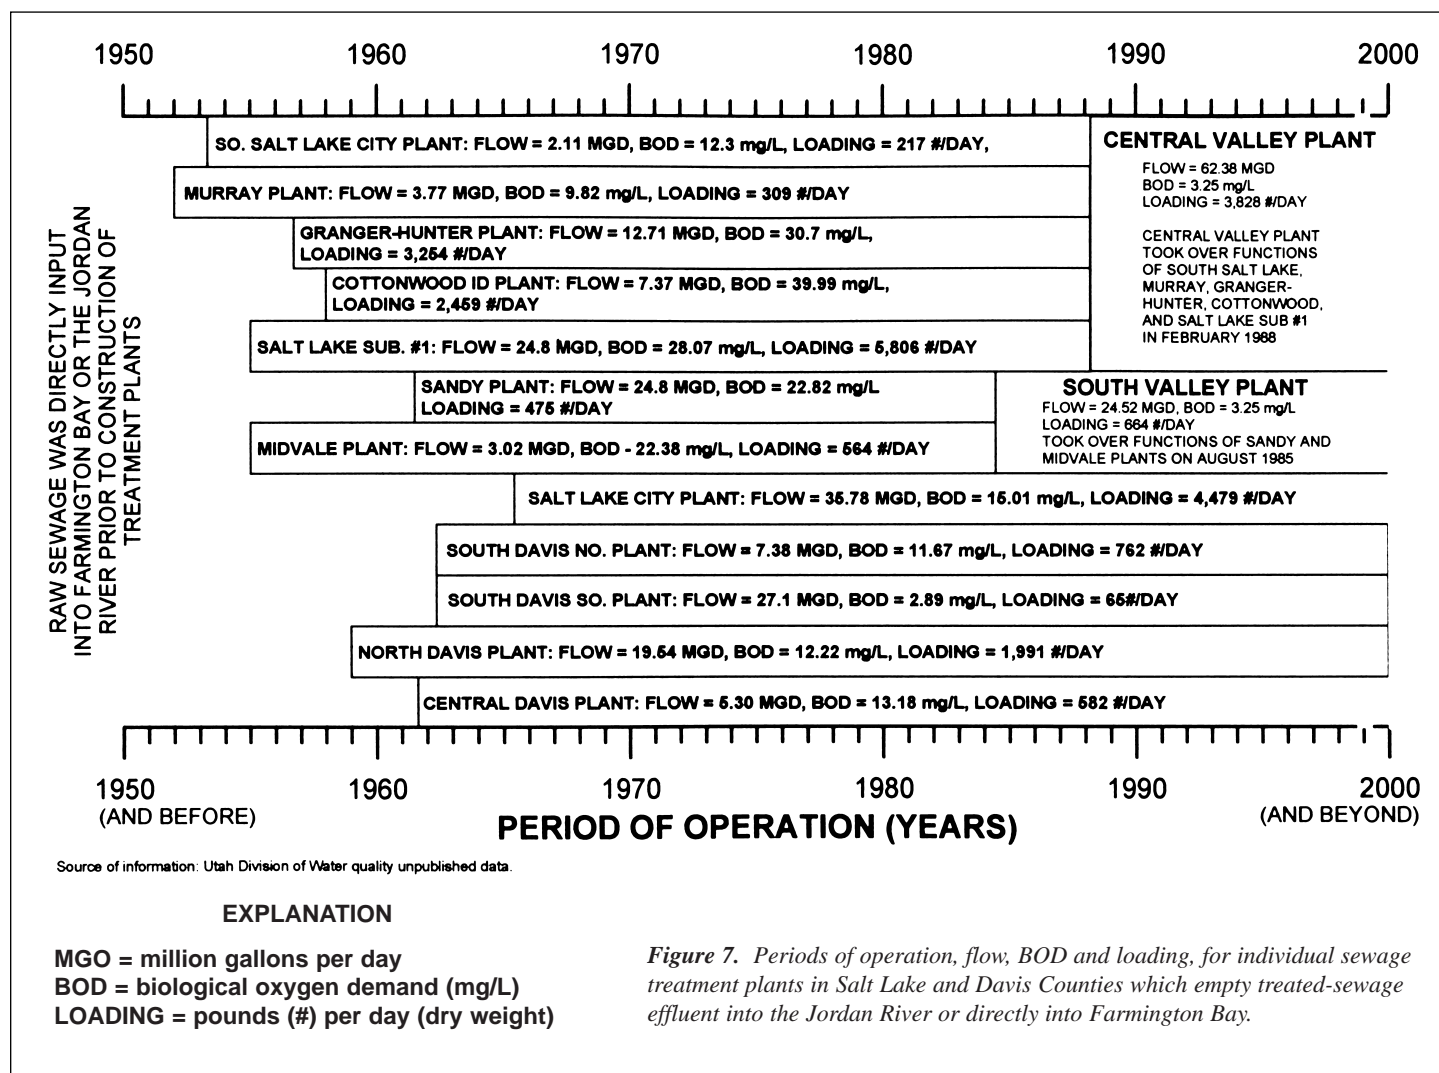 1950 1960 1970 1980 1990 2000
SO. SALT LAKE CITY PLANT: FLOW = 2.11 MGD, BOD = 12.3 mg/L, LOADING = 217 #/DAY,
MURRAY PLANT: FLOW = 3.77 MGD, BOD = 9.82 mg/L, LOADING = 309 #/DAY
GRANGER-HUNTER PLANT: FLOW = 12.71 MGD, BOD = 30.7 mg/L,
LOADING = 3,254 #/DAY
COTTONWOOD ID PLANT: FLOW = 7.37 MGD, BOD = 39.99 mg/L,
LOADING = 2,459 #/DAY
SALT LAKE SUB. #1: FLOW = 24.8 MGD, BOD = 28.07 mg/L, LOADING = 5,806 #/DAY
CENTRAL VALLEY PLANT
FLOW = 62.38 MGD
BOD = 3.25 mg/L
LOADING = 3,828 #/DAY
CENTRAL VALLEY PLANT
TOOK OVER FUNCTIONS
OF SOUTH SALT LAKE,
MURRAY, GRANGER-
HUNTER, COTTONWOOD,
AND SALT LAKE SUB #1
IN FEBRUARY 1988
SANDY PLANT: FLOW = 24.8 MGD, BOD = 22.82 mg/L
LOADING = 475 #/DAY
MIDVALE PLANT: FLOW = 3.02 MGD, BOD - 22.38 mg/L, LOADING = 564 #/DAY
SOUTH VALLEY PLANT
FLOW = 24.52 MGD, BOD = 3.25 mg/L
LOADING = 664 #/DAY
TOOK OVER FUNCTIONS OF SANDY AND
MIDVALE PLANTS ON AUGUST 1985
SALT LAKE CITY PLANT: FLOW = 35.78 MGD, BOD = 15.01 mg/L, LOADING = 4,479 #/DAY
SOUTH DAVIS NO. PLANT: FLOW = 7.38 MGD, BOD = 11.67 mg/L, LOADING = 762 #/DAY
SOUTH DAVIS SO. PLANT: FLOW = 27.1 MGD, BOD = 2.89 mg/L, LOADING = 65#/DAY
NORTH DAVIS PLANT: FLOW = 19.54 MGD, BOD = 12.22 mg/L, LOADING = 1,991 #/DAY
CENTRAL DAVIS PLANT: FLOW = 5.30 MGD, BOD = 13.18 mg/L, LOADING = 582 #/DAY
RAW SEWAGE WAS DIRECTLY INPUT
INTO FARMINGTON BAY OR THE JORDAN
RIVER PRIOR TO CONSTRUCTION OF
TREATMENT PLANTS
1950 1960 1970 1980 1990 2000
(AND BEFORE) (AND BEYOND)
PERIOD OF OPERATION (YEARS)
Source of information: Utah Division of Water quality unpublished data.
EXPLANATION
MGO = million gallons per day
BOD = biological oxygen demand (mg/L)
LOADING = pounds (#) per day (dry weight)
Figure 7. Periods of operation, flow, BOD and loading, for individual sewage
treatment plants in Salt Lake and Davis Counties which empty treated-sewage
effluent into the Jordan River or directly into Farmington Bay.